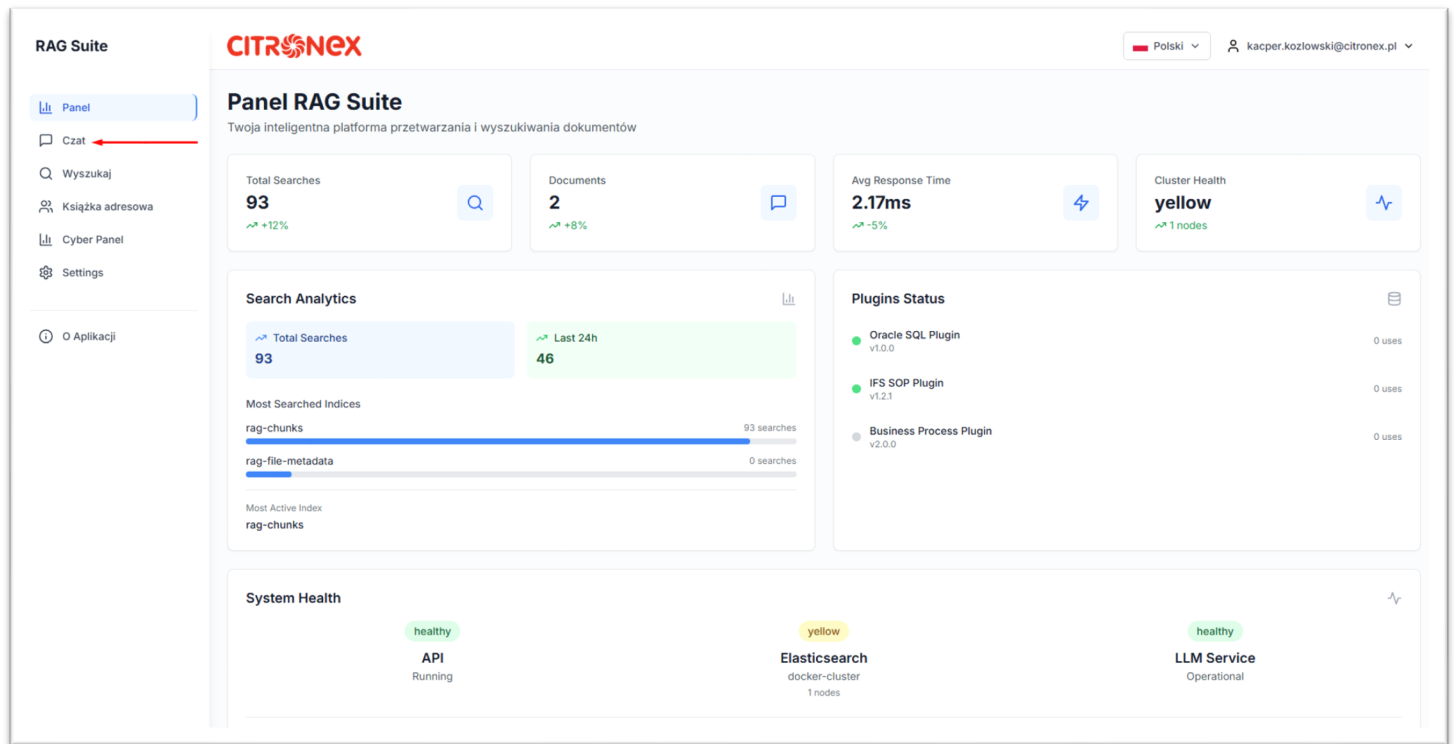 RAG Suite
CITRONEX
Polski
kacper.kozlowski@citronex.pl
Panel
Czat
Wyszukaj
Książka adresowa
Cyber Panel
Settings
O Aplikacji
Panel RAG Suite
Twoja inteligentna platforma przetwarzania i wyszukiwania dokumentów
Total Searches
93
+12%
Documents
2
+8%
Avg Response Time
2.17ms
-5%
Cluster Health
yellow
1 nodes
Search Analytics
Total Searches
93
Last 24h
46
Most Searched Indices
rag-chunks
93 searches
rag-file-metadata
0 searches
Most Active Index
rag-chunks
Plugins Status
Oracle SQL Plugin
v1.0.0
0 uses
IFS SOP Plugin
v1.2.1
0 uses
Business Process Plugin
v2.0.0
0 uses
System Health
healthy
API
Running
yellow
Elasticsearch
docker-cluster
1 nodes
healthy
LLM Service
Operational